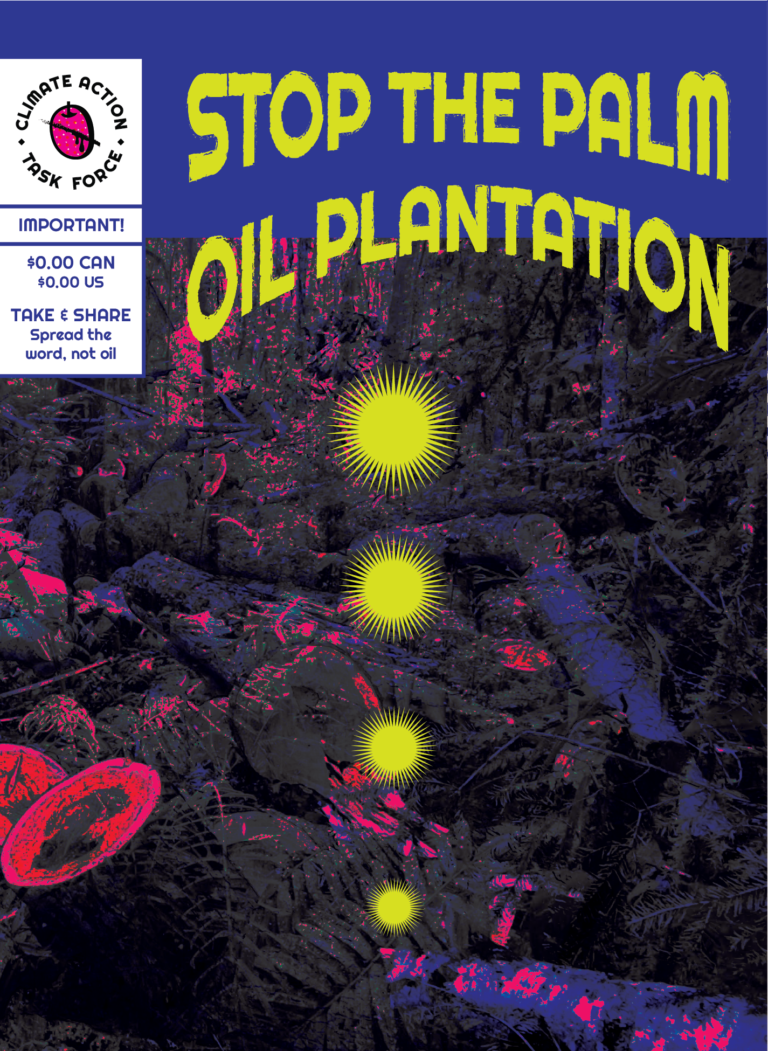 STOP THE PALM
OIL PLANTATION
CLIMATE ACTION
• TASK FORCE •
IMPORTANT!
$0.00 CAN
$0.00 US
TAKE & SHARE
Spread the
word, not oil